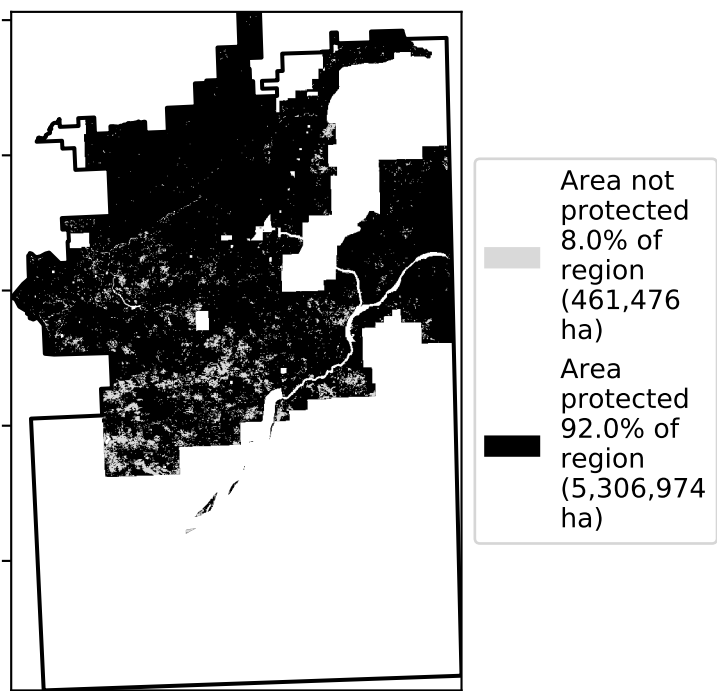 Area not
protected
8.0% of
region
(461,476
ha)
Area
protected
92.0% of
region
(5,306,974
ha)